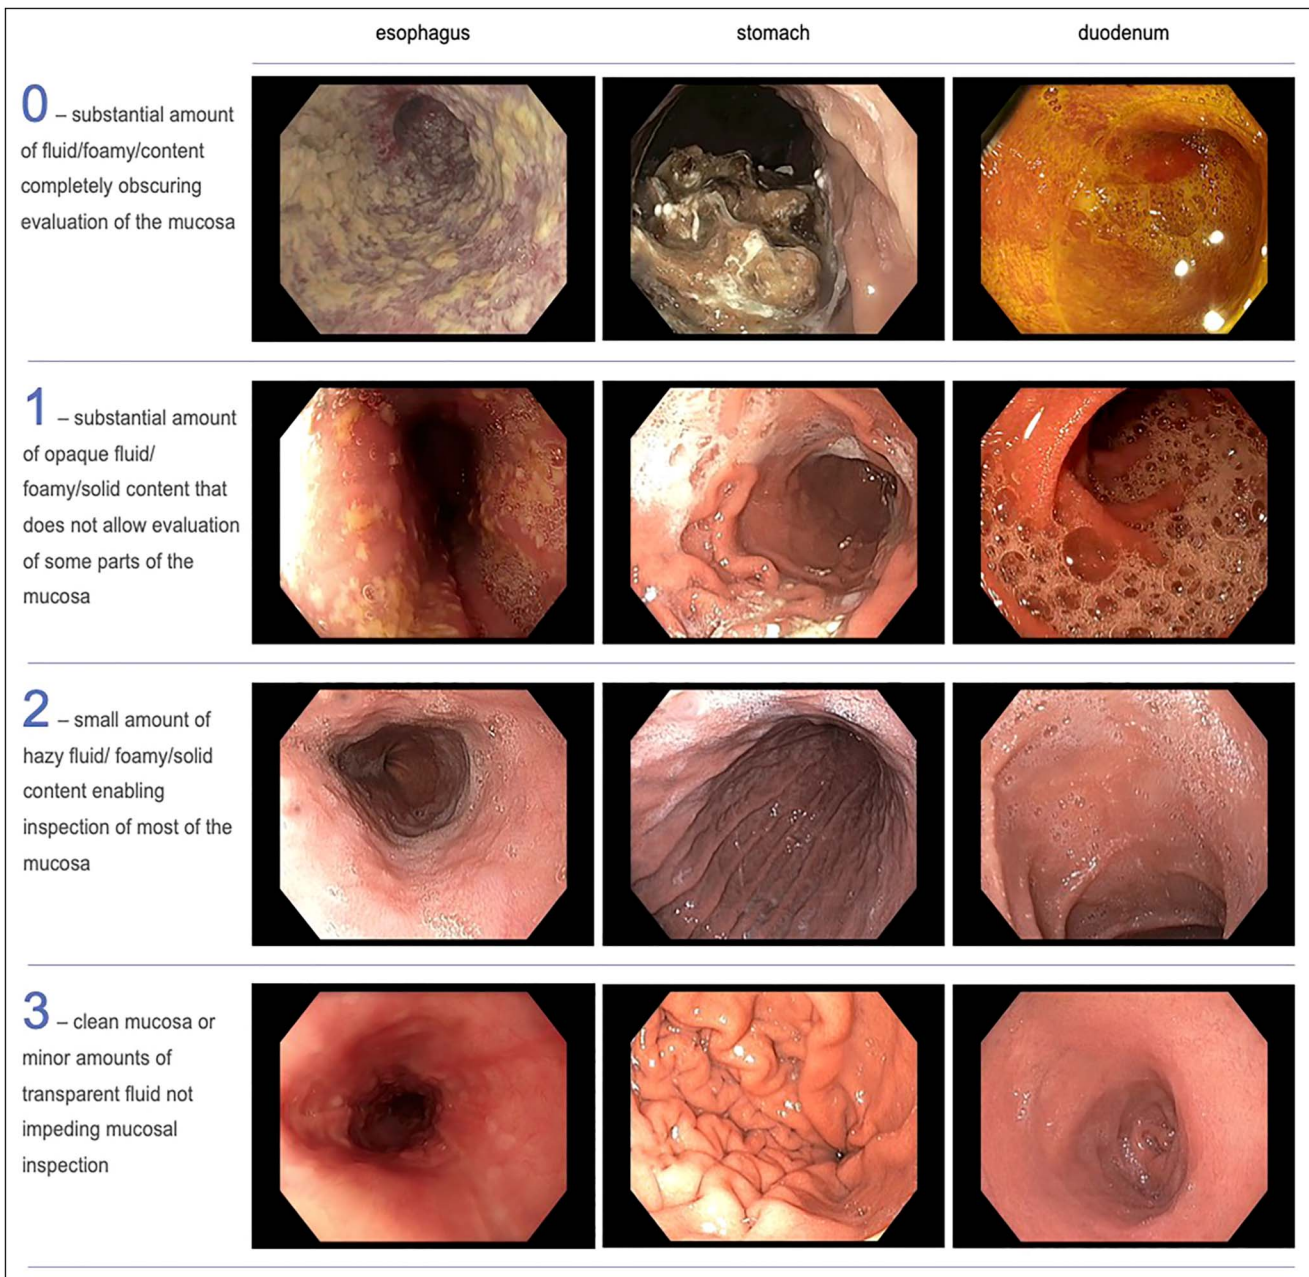 esophagus stomach duodenum
0 – substantial amount
of fluid/foamy/content
completely obscuring
evaluation of the mucosa
1 – substantial amount
of opaque fluid/
foamy/solid content that
does not allow evaluation
of some parts of the
mucosa
2 – small amount of
hazy fluid/ foamy/solid
content enabling
inspection of most of the
mucosa
3 – clean mucosa or
minor amounts of
transparent fluid not
impeding mucosal
inspection